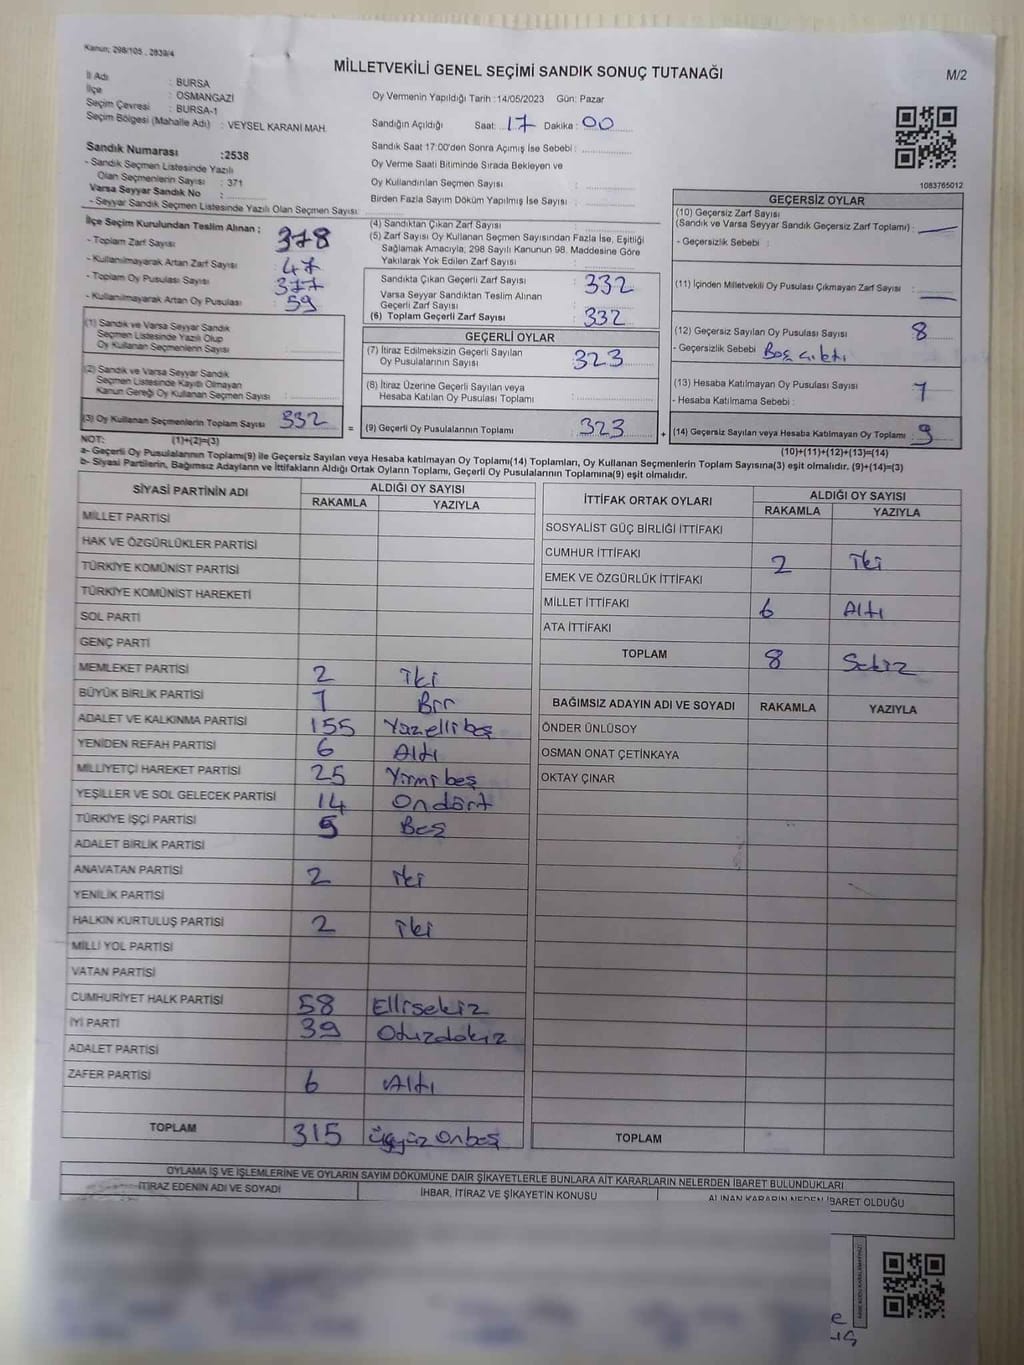 Kanun; 298/105 , 2839/4
MİLLETVEKİLİ GENEL SEÇİMİ SANDIK SONUÇ TUTANAĞI
M/2
İl Adı : BURSA
İlçe : OSMANGAZİ
Seçim Çevresi : BURSA-1
Seçim Bölgesi (Mahalle Adı) : VEYSEL KARANİ MAH.
Sandık Numarası :2538
- Sandık Seçmen Listesinde Yazılı
Olan Seçmenlerin Sayısı : 371
Varsa Seyyar Sandık No :
- Seyyar Sandık Seçmen Listesinde Yazılı Olan Seçmen Sayısı :
Oy Vermenin Yapıldığı Tarih :14/05/2023 Gün: Pazar
Sandığın Açıldığı Saat: 17 Dakika : 00
Sandık Saat 17:00'den Sonra Açımış İse Sebebi :
Oy Verme Saati Bitiminde Sırada Bekleyen ve
Oy Kullandırılan Seçmen Sayısı :
Birden Fazla Sayım Döküm Yapılmış İse Sayısı :
1083765012
İlçe Seçim Kurulundan Teslim Alınan ;
- Toplam Zarf Sayısı : 378
- Kullanılmayarak Artan Zarf Sayısı : 47
- Toplam Oy Pusulası Sayısı : 377
- Kullanılmayarak Artan Oy Pusulası : 59
(1) Sandık ve Varsa Seyyar Sandık
Seçmen Listesinde Yazılı Olup
Oy Kullanan Seçmenlerin Sayısı :
(2) Sandık ve Varsa Seyyar Sandık
Seçmen Listesinde Kayıtlı Olmayan
Kanun Gereği Oy Kullanan Seçmen Sayısı :
(3) Oy Kullanan Seçmenlerin Toplam Sayısı 332
(4) Sandıktan Çıkan Zarf Sayısı :
(5) Zarf Sayısı Oy Kullanan Seçmen Sayısından Fazla İse, Eşitliği
Sağlamak Amacıyla; 298 Sayılı Kanunun 98. Maddesine Göre
Yakılarak Yok Edilen Zarf Sayısı :
Sandıkta Çıkan Geçerli Zarf Sayısı : 332
Varsa Seyyar Sandıktan Teslim Alınan
Geçerli Zarf Sayısı :
(6) Toplam Geçerli Zarf Sayısı : 332
GEÇERLİ OYLAR
(7) İtiraz Edilmeksizin Geçerli Sayılan
Oy Pusulalarının Sayısı : 323
(8) İtiraz Üzerine Geçerli Sayılan veya
Hesaba Katılan Oy Pusulası Toplamı :
= (9) Geçerli Oy Pusulalarının Toplamı : 323
GEÇERSİZ OYLAR
(10) Geçersiz Zarf Sayısı
(Sandık ve Varsa Seyyar Sandık Geçersiz Zarf Toplamı) :
- Geçersizlik Sebebi :
(11) İçinden Milletvekili Oy Pusulası Çıkmayan Zarf Sayısı :
(12) Geçersiz Sayılan Oy Pusulası Sayısı 8
- Geçersizlik Sebebi Boş çıktı
(13) Hesaba Katılmayan Oy Pusulası Sayısı : 1
- Hesaba Katılmama Sebebi :
+ (14) Geçersiz Sayılan veya Hesaba Katılmayan Oy Toplamı : 9
NOT: (1)+(2)=(3) (10)+(11)+(12)+(13)=(14)
a- Geçerli Oy Pusulaları Toplamı(9) ile Geçersiz Sayılan veya Hesaba katılmayan Oy Toplamı(14) Toplamları, Oy Kullanan Seçmenlerin Toplam Sayısına(3) eşit olmalıdır. (9)+(14)=(3)
b- Siyasi Partilerin, Bağımsız Adayların ve İttifakların Aldığı Ortak Oyların Toplamı, Geçerli Oy Pusulalarının Toplamına(9) eşit olmalıdır.
SİYASİ PARTİNİN ADI ALDIĞI OY SAYISI
RAKAMLA YAZIYLA
MİLLET PARTİSİ
HAK VE ÖZGÜRLÜKLER PARTİSİ
TÜRKİYE KOMÜNİST PARTİSİ
TÜRKİYE KOMÜNİST HAREKETİ
SOL PARTİ
GENÇ PARTİ
MEMLEKET PARTİSİ 2 iki
BÜYÜK BİRLİK PARTİSİ 1 Bir
ADALET VE KALKINMA PARTİSİ 155 Yüzellibeş
YENİDEN REFAH PARTİSİ 6 Altı
MİLLİYETÇİ HAREKET PARTİSİ 25 Yirmibeş
YEŞİLLER VE SOL GELECEK PARTİSİ 14 Ondört
TÜRKİYE İŞÇİ PARTİSİ 5 Beş
ADALET BİRLİK PARTİSİ
ANAVATAN PARTİSİ 2 iki
YENİLİK PARTİSİ
HALKIN KURTULUŞ PARTİSİ 2 iki
MİLLİ YOL PARTİSİ
VATAN PARTİSİ
CUMHURİYET HALK PARTİSİ 58 Ellisekiz
İYİ PARTİ 39 Otuzdokuz
ADALET PARTİSİ
ZAFER PARTİSİ 6 Altı
TOPLAM 315 üçyüz Onbeş
İTTİFAK ORTAK OYLARI ALDIĞI OY SAYISI
RAKAMLA YAZIYLA
SOSYALİST GÜÇ BİRLİĞİ İTTİFAKI
CUMHUR İTTİFAKI 2 iki
EMEK VE ÖZGÜRLÜK İTTİFAKI
MİLLET İTTİFAKI 6 Altı
ATA İTTİFAKI
TOPLAM 8 Sekiz
BAĞIMSIZ ADAYIN ADI VE SOYADI RAKAMLA YAZIYLA
ÖNDER ÜNLÜSOY
OSMAN ONAT ÇETİNKAYA
OKTAY ÇINAR
TOPLAM
OYLAMA İŞ VE İŞLEMLERİNE VE OYLARIN SAYIM DÖKÜMÜNE DAİR ŞİKAYETLERLE BUNLARA AİT KARARLARIN NELERDEN İBARET BULUNDUKLARI
İTİRAZ EDENİN ADI VE SOYADI İHBAR, İTİRAZ VE ŞİKAYETİN KONUSU ALINAN KARARIN NEDEN İBARET OLDUĞU